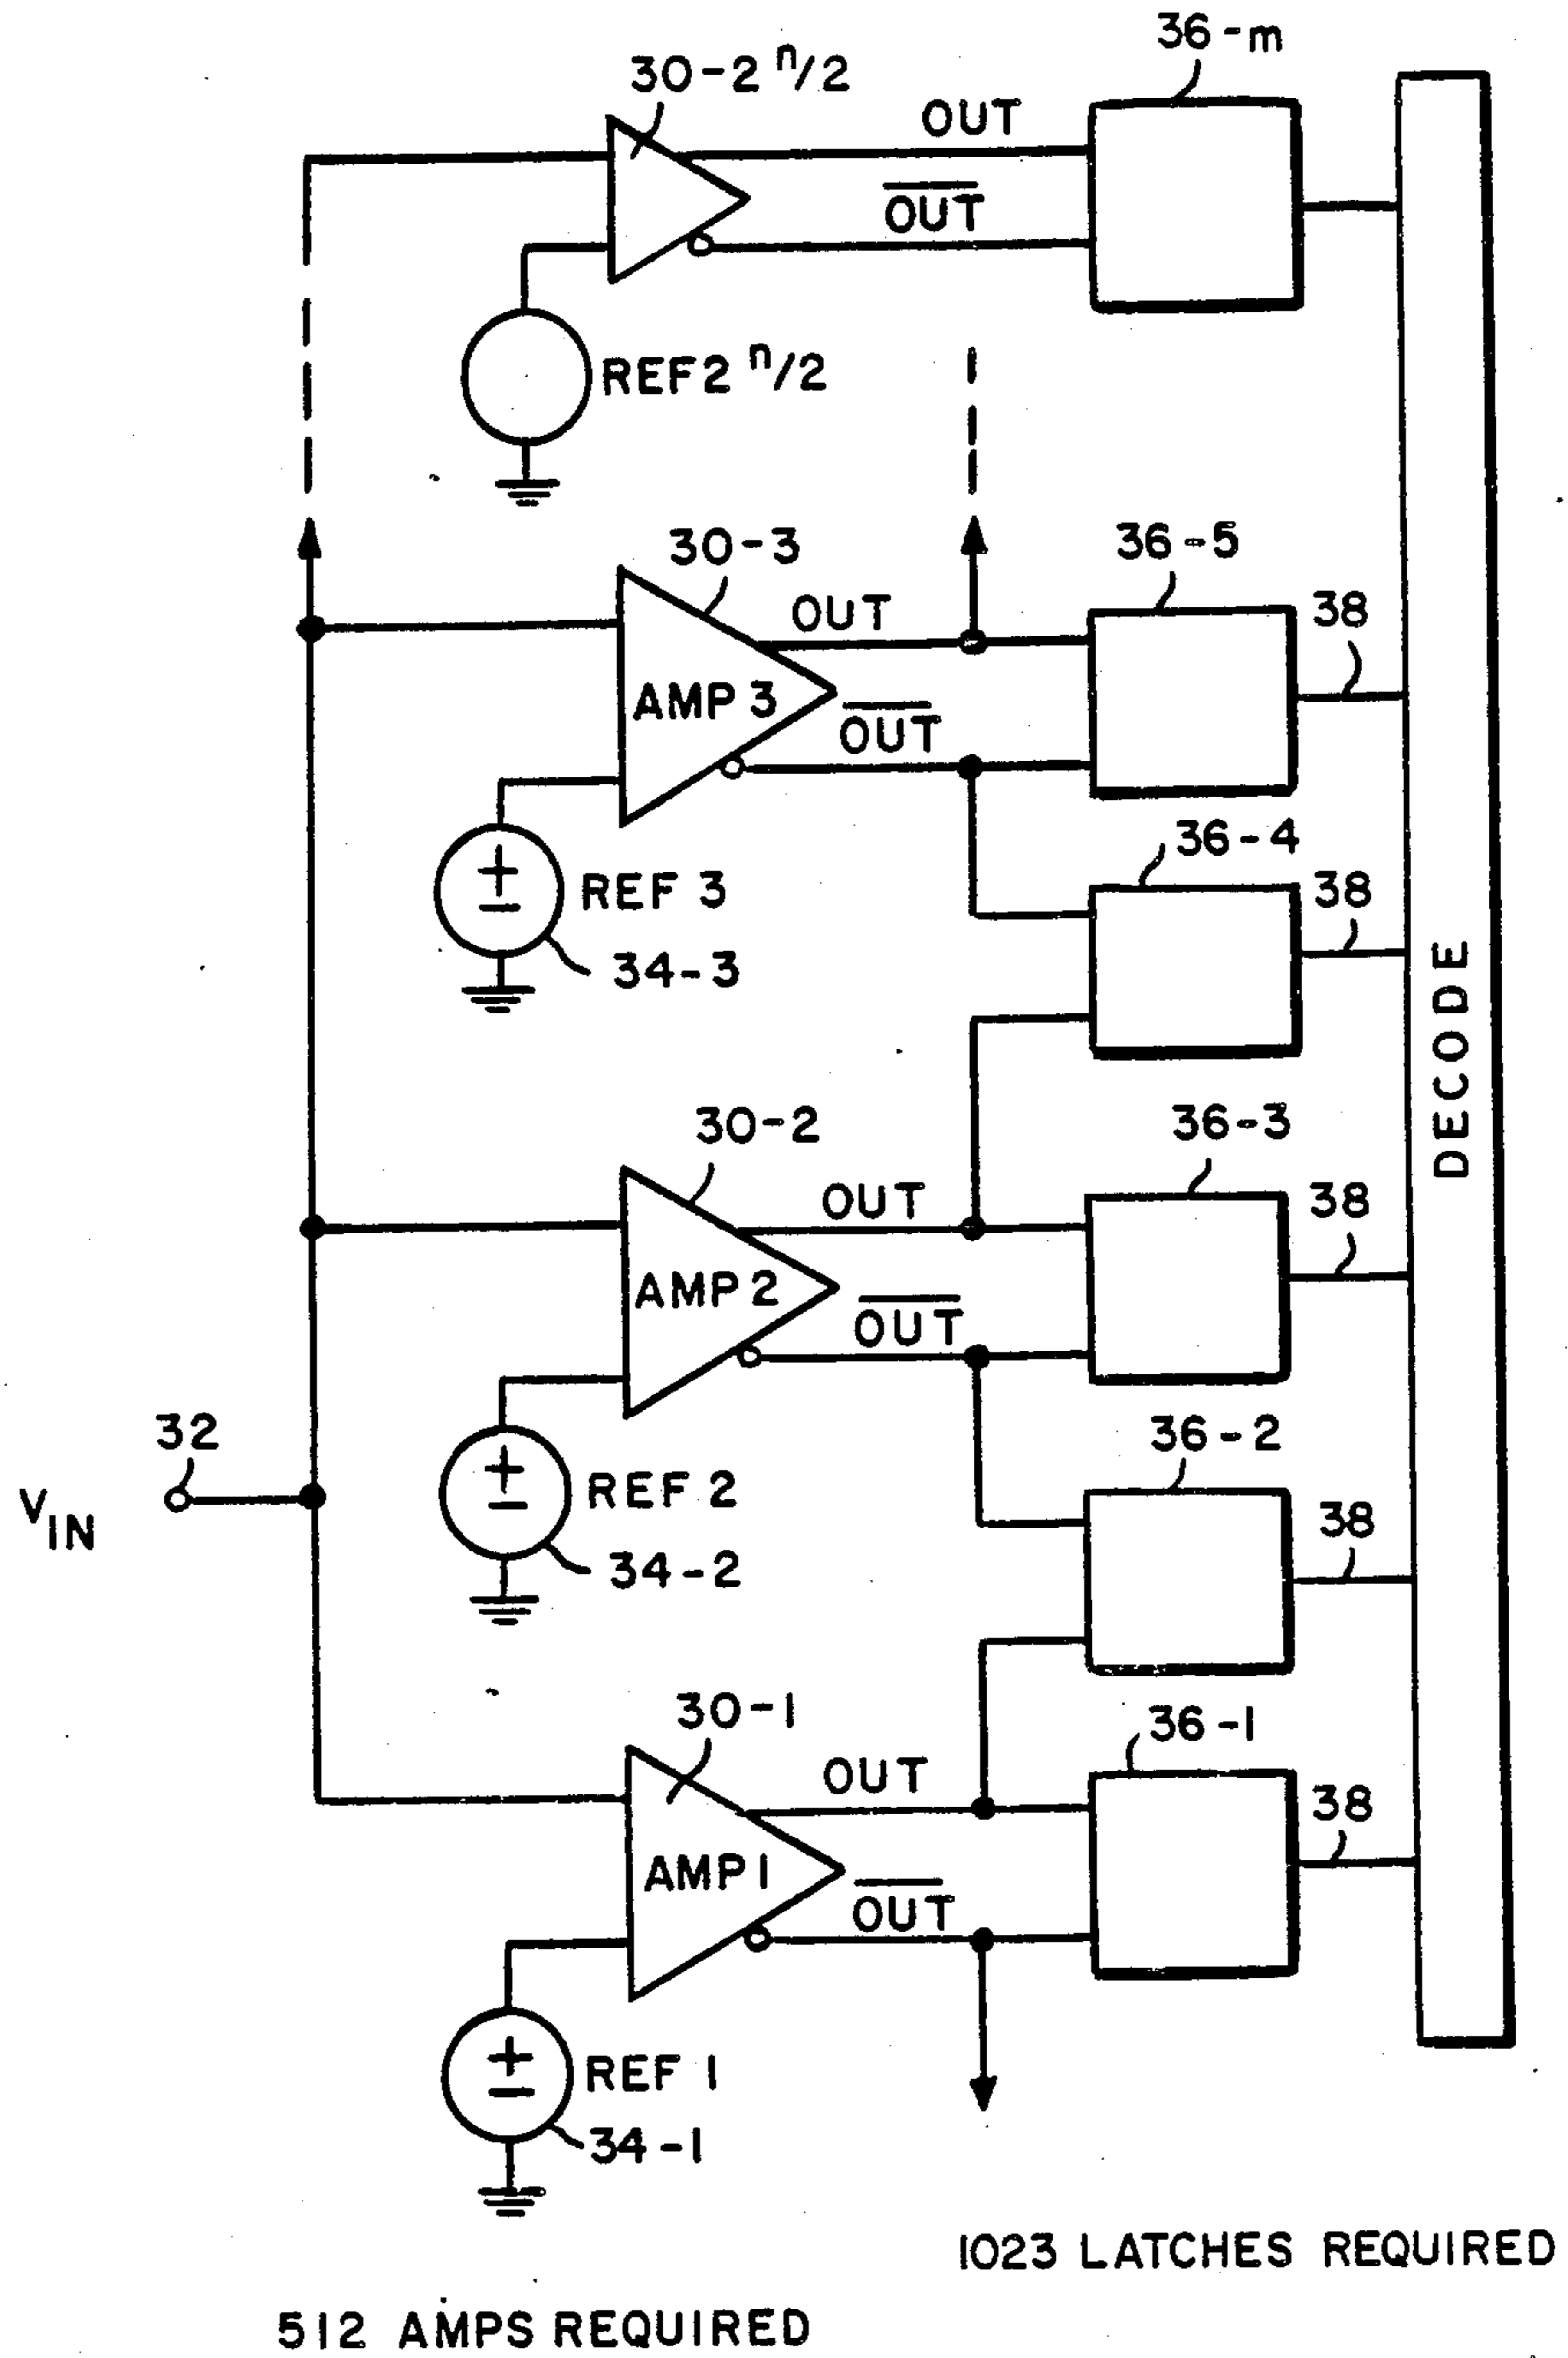 36-m
30-2 n/2
OUT
OUT
REF2 n/2
30-3
36-5
OUT
38
AMP 3
OUT
36-4
REF 3
38
34-3
DECODE
30-2
36-3
OUT
38
AMP 2
OUT
32
36-2
VIN
REF 2
38
34-2
30-1
36-1
OUT
38
AMP 1
OUT
REF 1
34-1
1023 LATCHES REQUIRED
512 AMPS REQUIRED